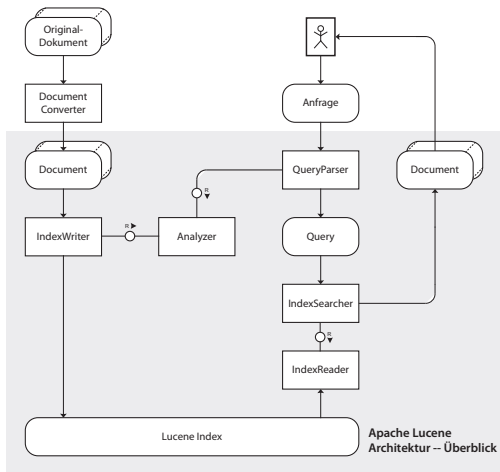 Original-
Dokument
Document
Converter
Anfrage
Document
QueryParser
Document
R
R
IndexWriter
Analyzer
Query
IndexSearcher
R
IndexReader
Lucene Index
Apache Lucene
Architektur -- Überblick